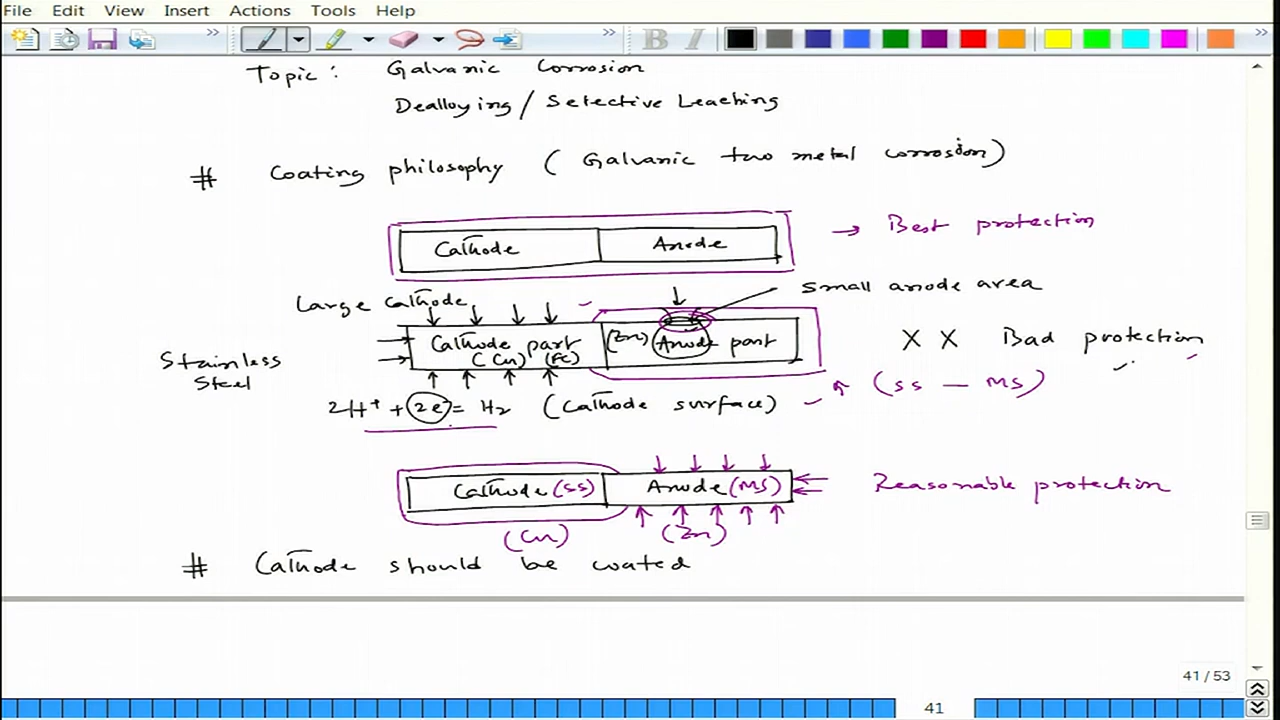 File Edit View Insert Actions Tools Help
B I
Topic : Galvanic Corrosion
Dealloying / Selective Leaching
# Coating philosophy ( Galvanic two metal corrosion)
Cathode Anode → Best protection
Large Cathode small anode area
Cathode part (Zn) Anode part X X Bad protection
(Cu) (Fe)
Stainless
Steel
(SS — MS)
2H+ + 2e = H2 (Cathode surface)
Cathode (SS) Anode (MS) Reasonable protection
(Cu) (Zn)
# Cathode should be coated
41 / 53
41